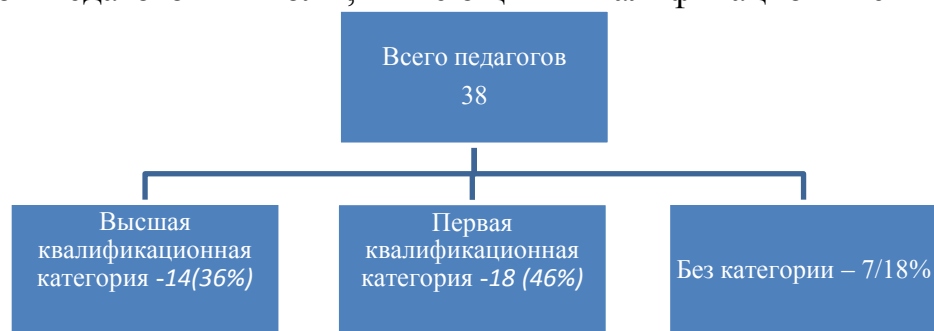 Всего педагогов
38
Высшая
квалификационная
категория -14(36%)
Первая
квалификационная
категория -18 (46%)
Без категории – 7/18%